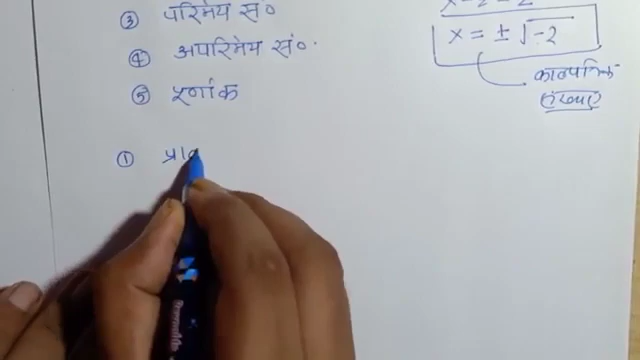 ③ परिमेय सं०
④ अपरिमेय सं०
⑤ पूर्णांक
① प्रा
x = ± √-2
काल्पनिक
संख्याएं